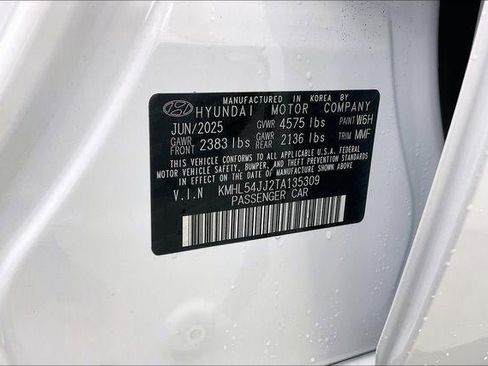 MANUFACTURED IN KOREA BY
HYUNDAI MOTOR COMPANY
JUN/2025 GVWR 4575 lbs PAINT W6H
GAWR FRONT 2383 lbs GAWR REAR 2136 lbs TRIM MMF
THIS VEHICLE CONFORMS TO ALL APPLICABLE U.S.A. FEDERAL
MOTOR VEHICLE SAFETY, BUMPER, AND THEFT PREVENTION
STANDARDS IN EFFECT ON THE DATE OF MANUFACTURE SHOWN ABOVE.
V.I.N KMHL54JJ2TA135309
PASSENGER CAR